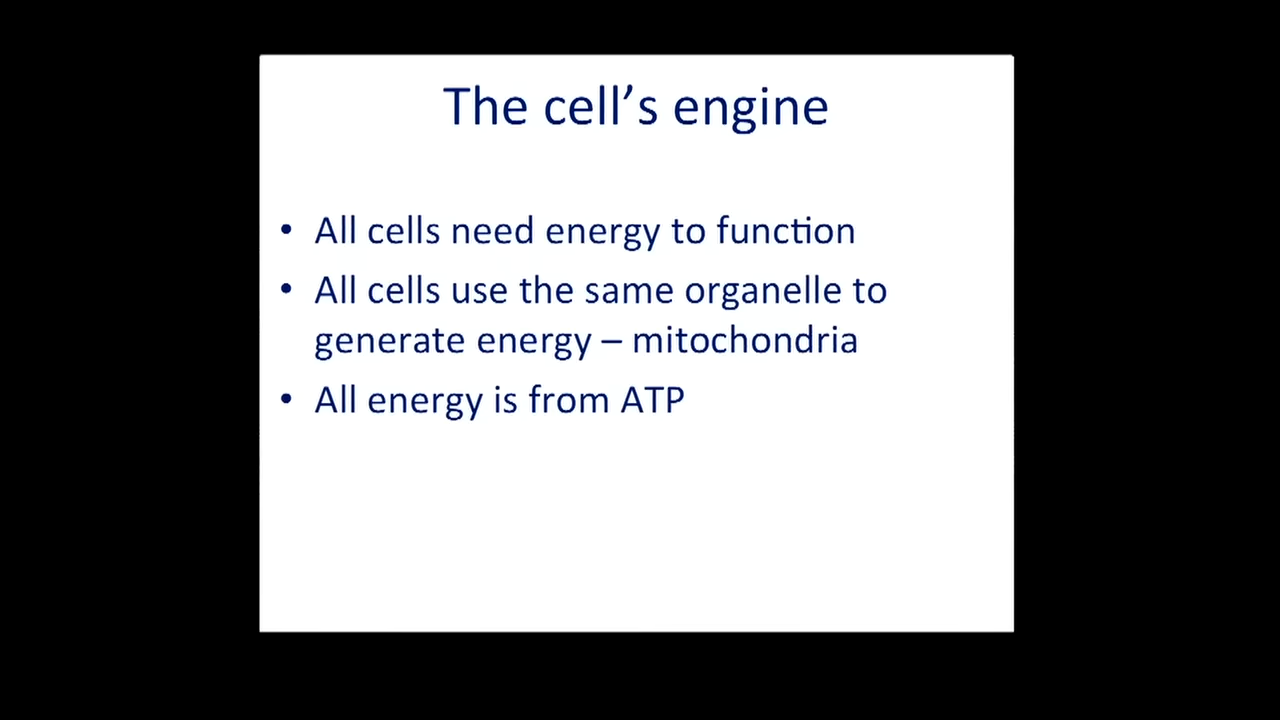 The cell’s engine
• All cells need energy to function
• All cells use the same organelle to
generate energy – mitochondria
• All energy is from ATP